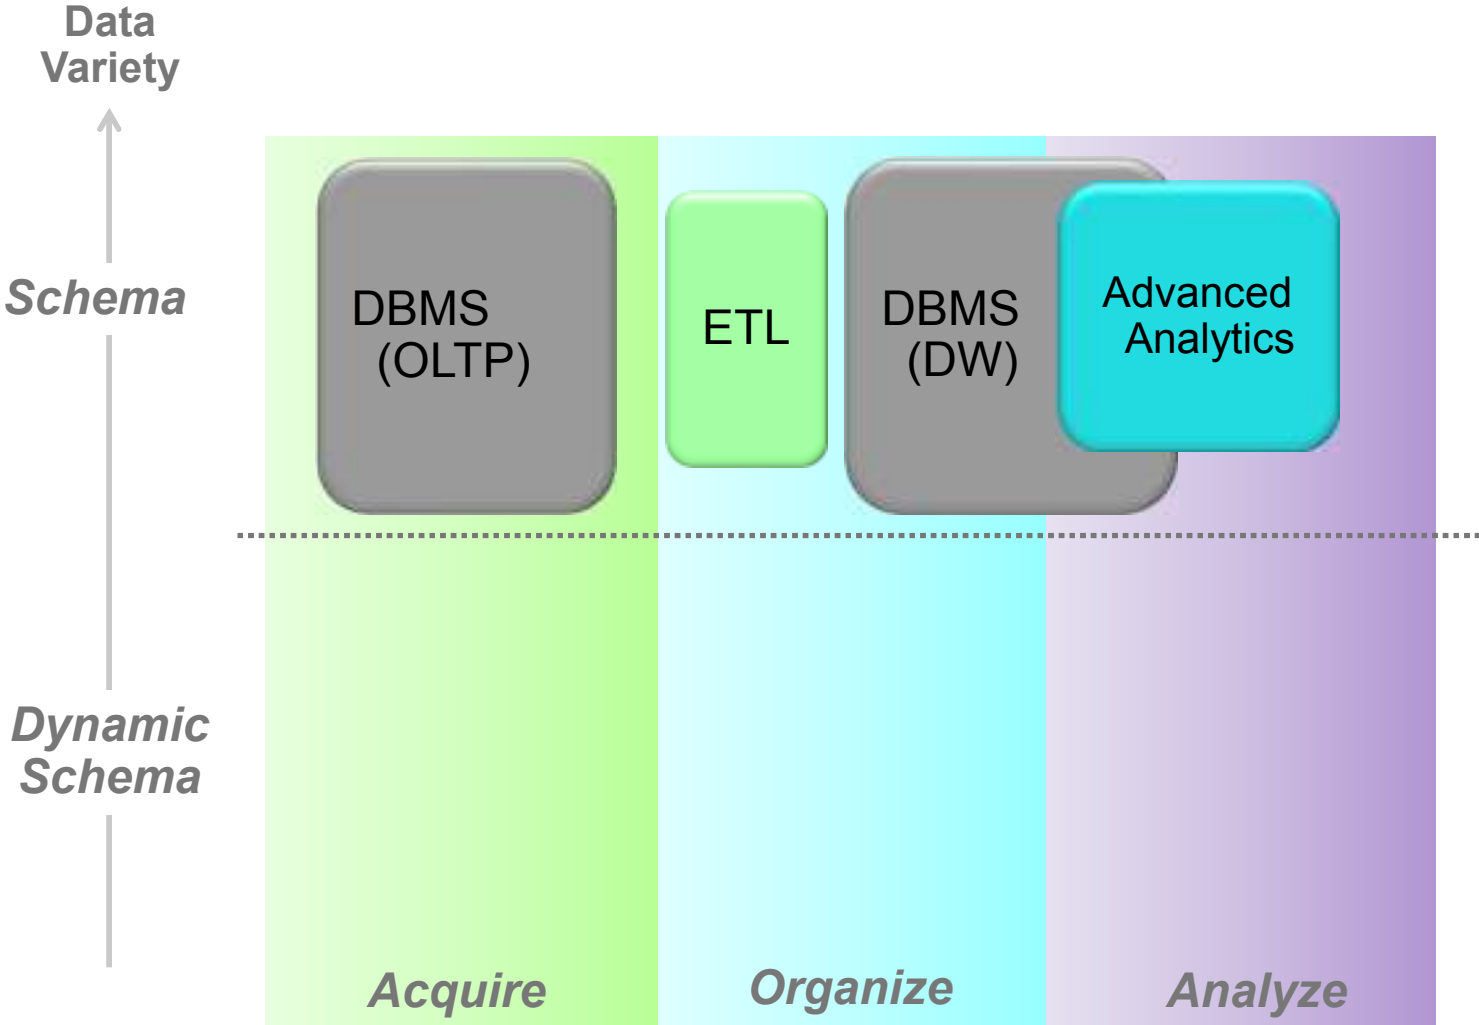 Data
Variety
Schema
DBMS
(OLTP)
ETL
DBMS
(DW)
Advanced
Analytics
Dynamic
Schema
Acquire
Organize
Analyze